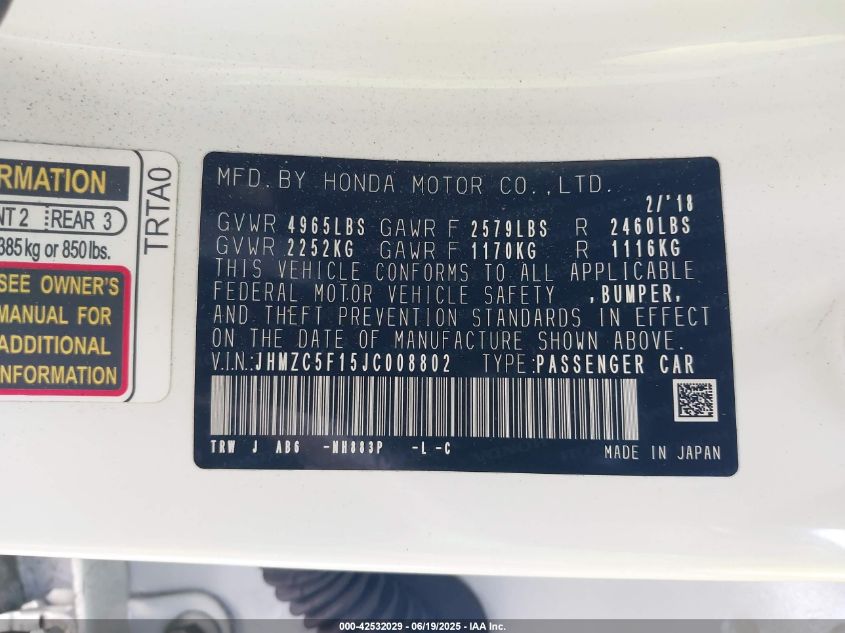 RMATION
NT 2 REAR 3
385 kg or 850 lbs.
SEE OWNER'S
MANUAL FOR
ADDITIONAL
INFORMATION
TRTA0
MFD. BY HONDA MOTOR CO., LTD.
2/'18
GVWR 4965LBS GAWR F 2579LBS R 2460LBS
GVWR 2252KG GAWR F 1170KG R 1116KG
THIS VEHICLE CONFORMS TO ALL APPLICABLE
FEDERAL MOTOR VEHICLE SAFETY ,BUMPER,
AND THEFT PREVENTION STANDARDS IN EFFECT
ON THE DATE OF MANUFACTURE SHOWN ABOVE.
V.I.N.:JHMZC5F15JC008802 TYPE:PASSENGER CAR
TRW J AB6 -NH883P -L -C
MADE IN JAPAN
000-42532029 - 06/19/2025 - IAA Inc.